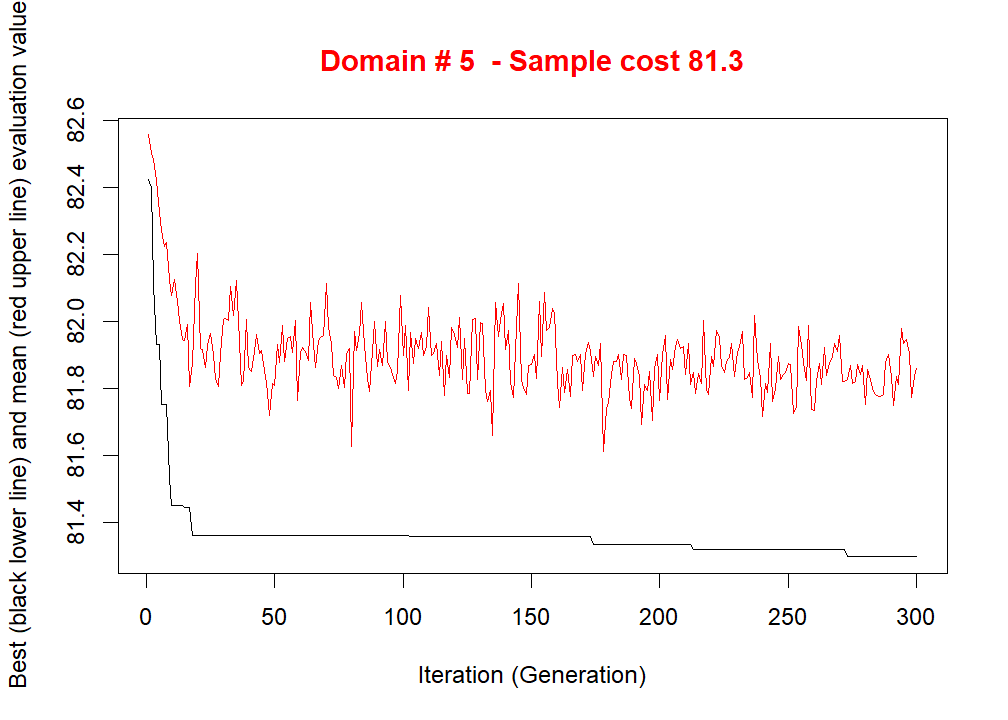 Domain # 5  - Sample cost 81.3
Best (black lower line) and mean (red upper line) evaluation value
82.6
82.4
82.2
82.0
81.8
81.6
81.4
0 50 100 150 200 250 300
Iteration (Generation)